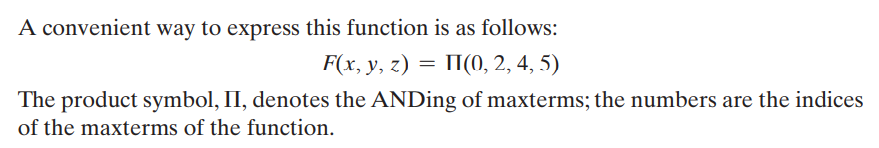 A convenient way to express this function is as follows:
F(x, y, z) = Π(0, 2, 4, 5)
The product symbol, Π, denotes the ANDing of maxterms; the numbers are the indices
of the maxterms of the function.